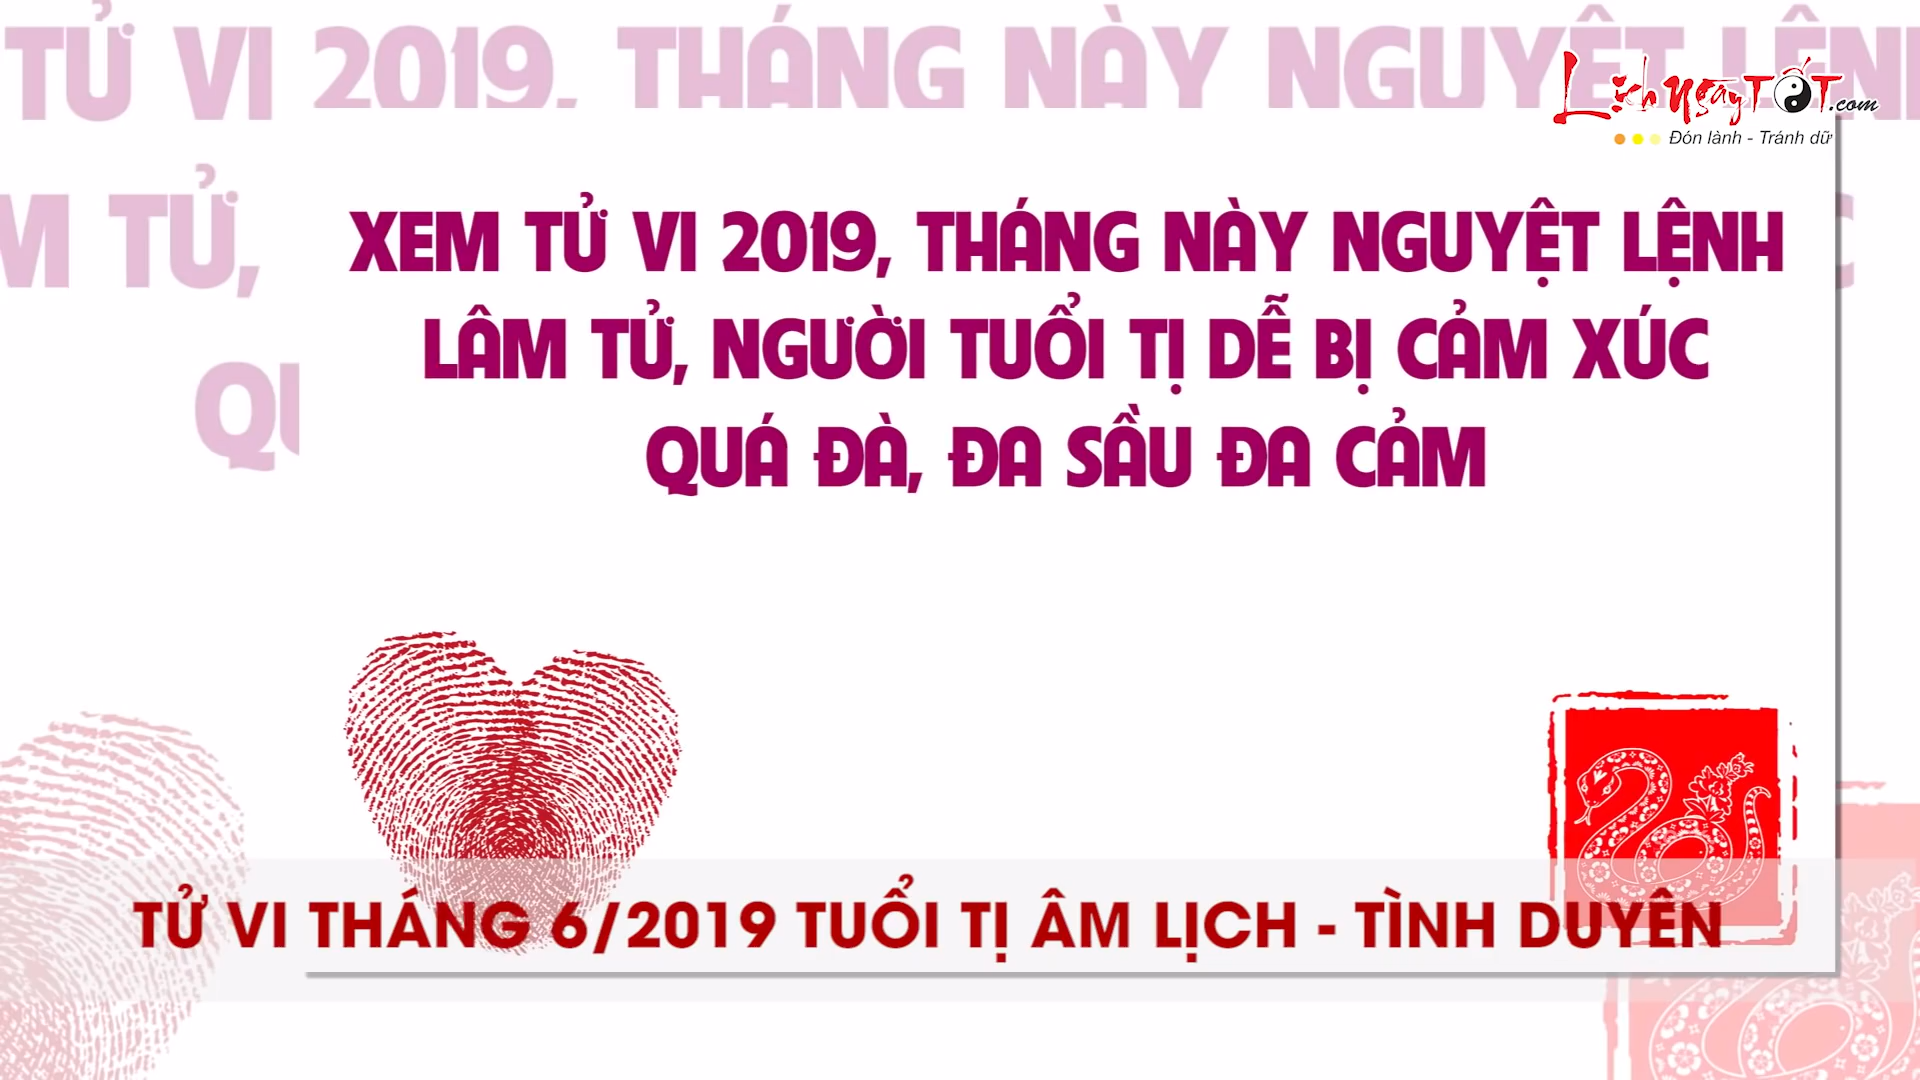 TỬ VI 2019, THÁNG NÀY NGUYỆT LỆNH
LịchngàyTỐT.com
Đón lành - Tránh dữ
M TỬ,
XEM TỬ VI 2019, THÁNG NÀY NGUYỆT LỆNH
LÂM TỬ, NGƯỜI TUỔI TỊ DỄ BỊ CẢM XÚC
QUÁ ĐÀ, ĐA SẦU ĐA CẢM
TỬ VI THÁNG 6/2019 TUỔI TỊ ÂM LỊCH - TÌNH DUYÊN